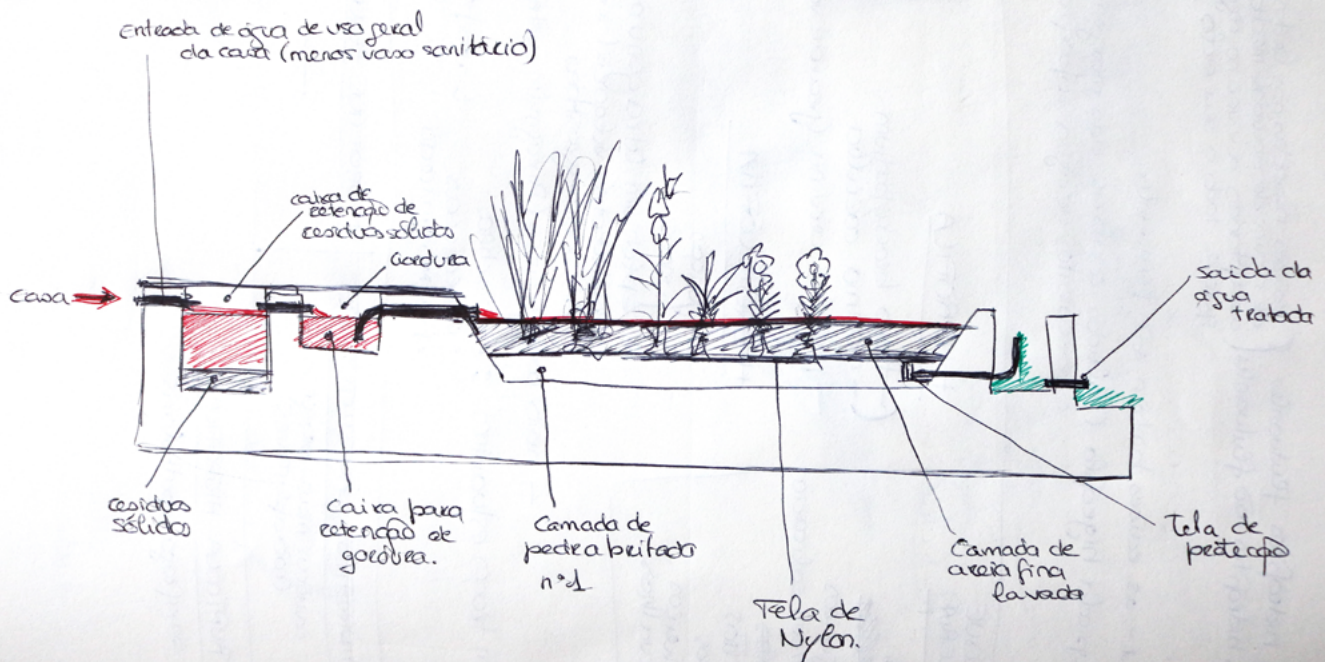 Entrada de água de uso geral
da casa (menos vaso sanitário)
caixa de
retenção de
resíduos sólidos
Gordura
casa
saída da
água
tratada
resíduos
sólidos
caixa para
retenção de
gordura.
Camada de
pedra britada
nº1
Tela de
Nylon.
Camada de
areia fina
lavada
Tela de
proteção